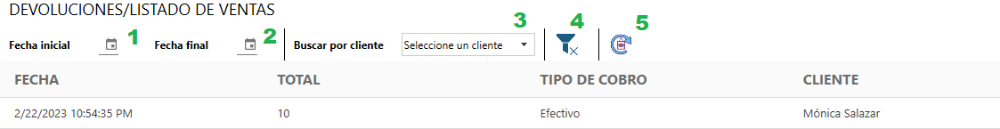 DEVOLUCIONES/LISTADO DE VENTAS
Fecha inicial 1 Fecha final 2 Buscar por cliente Seleccione un cliente 3 4 5
FECHA TOTAL TIPO DE COBRO CLIENTE
2/22/2023 10:54:35 PM 10 Efectivo Mónica Salazar